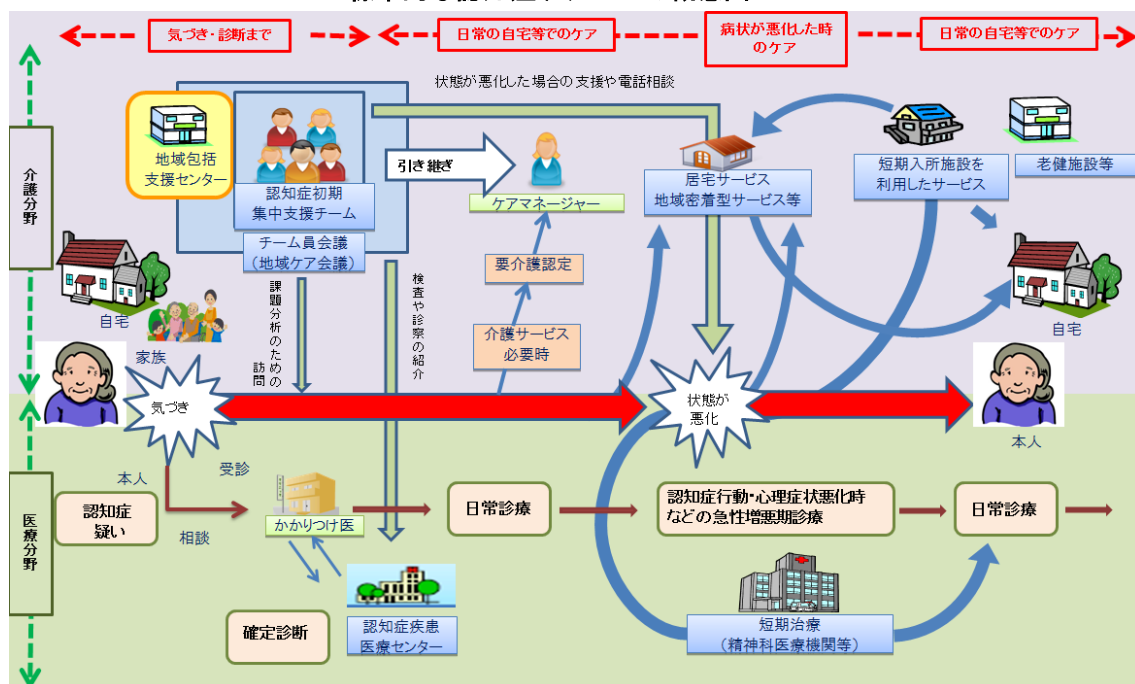 気づき・診断まで
日常の自宅等でのケア
病状が悪化した時
のケア
日常の自宅等でのケア
介護分野
状態が悪化した場合の支援や電話相談
地域包括
支援センター
認知症初期
集中支援チーム
チーム員会議
(地域ケア会議)
引き継ぎ
ケアマネージャー
要介護認定
介護サービス
必要時
居宅サービス
地域密着型サービス等
短期入所施設を
利用したサービス
老健施設等
自宅
家族
課題分析のための
訪問
検査や診察の紹介
自宅
気づき
状態が
悪化
本人
本人
医療分野
認知症
疑い
受診
相談
かかりつけ医
日常診療
認知症行動・心理症状悪化時
などの急性増悪期診療
日常診療
確定診断
認知症疾患
医療センター
短期治療
(精神科医療機関等)